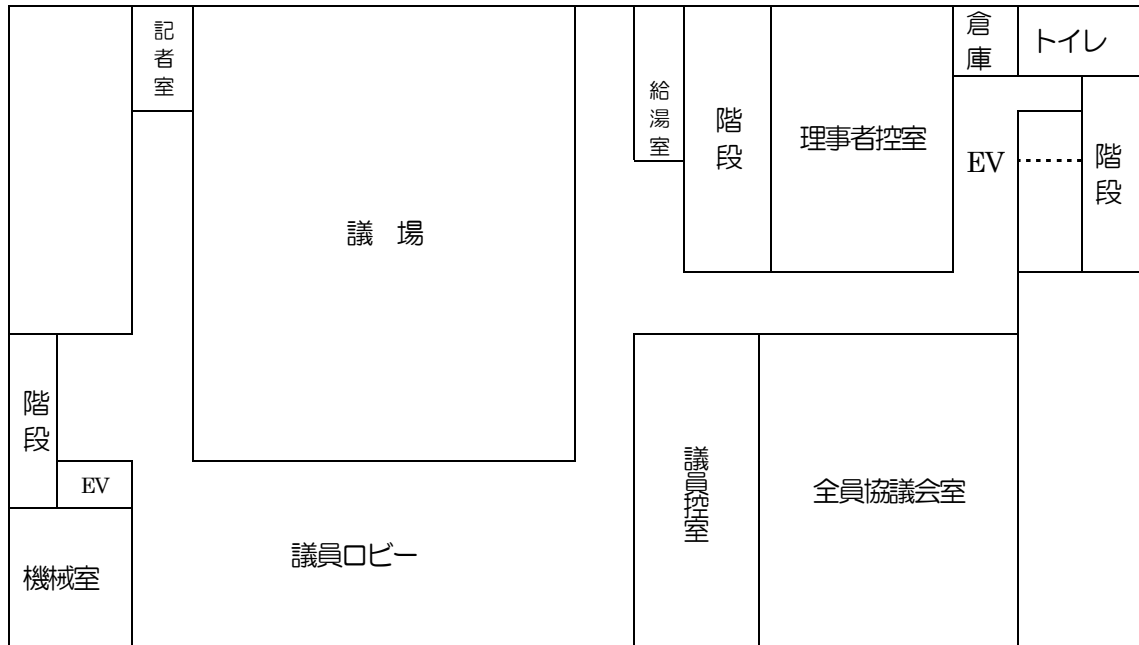 記者室
議　場
給湯室
階段
理事者控室
倉庫
トイレ
EV
階段
階段
EV
機械室
議員ロビー
議員控室
全員協議会室